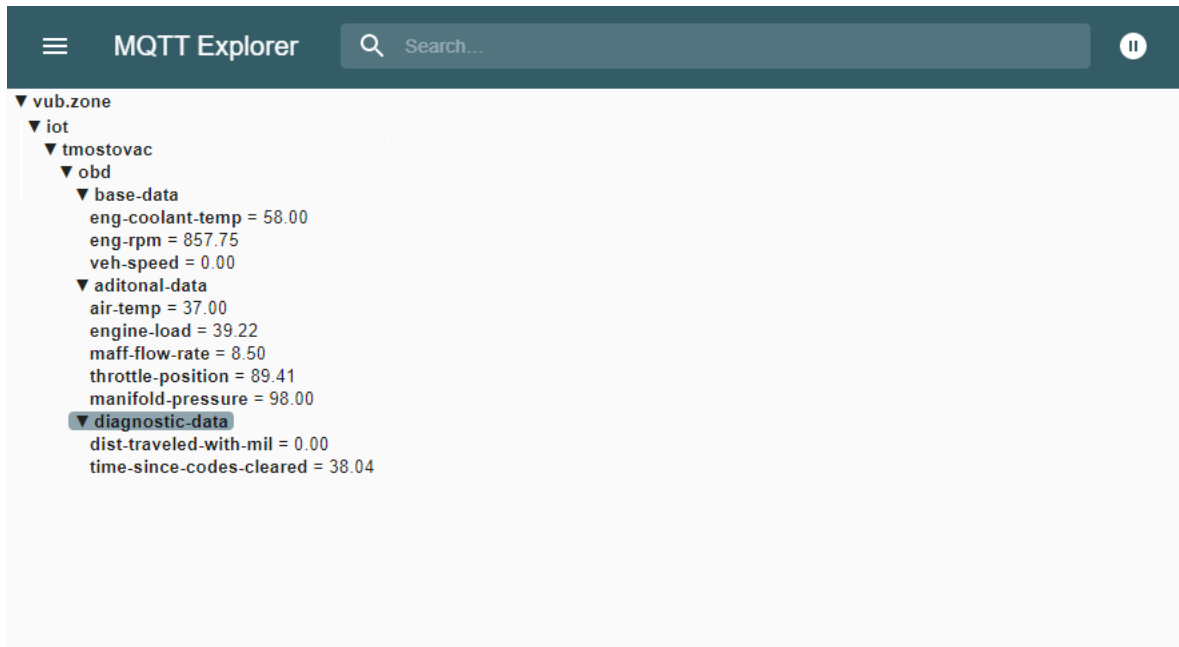 MQTT Explorer
Search...
vub.zone
iot
tmostovac
obd
base-data
eng-coolant-temp = 58.00
eng-rpm = 857.75
veh-speed = 0.00
aditonal-data
air-temp = 37.00
engine-load = 39.22
maff-flow-rate = 8.50
throttle-position = 89.41
manifold-pressure = 98.00
diagnostic-data
dist-traveled-with-mil = 0.00
time-since-codes-cleared = 38.04